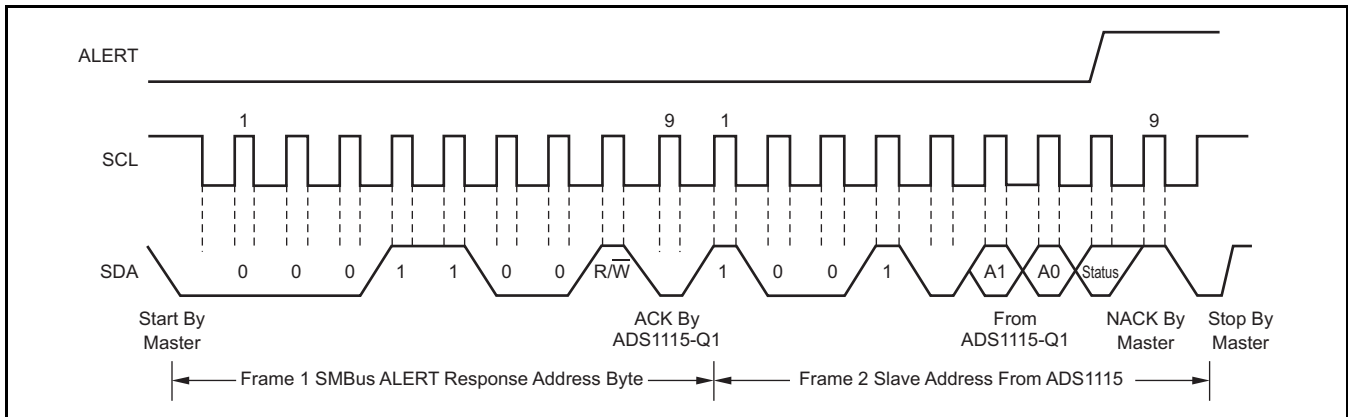 ALERT
1 9 1 9
SCL
SDA 0 0 0 1 1 0 0 R/W̅ 1 0 0 1 A1 A0 Status
Start By
Master
ACK By
ADS1115-Q1
From
ADS1115-Q1
NACK By
Master
Stop By
Master
Frame 1 SMBus ALERT Response Address Byte
Frame 2 Slave Address From ADS1115